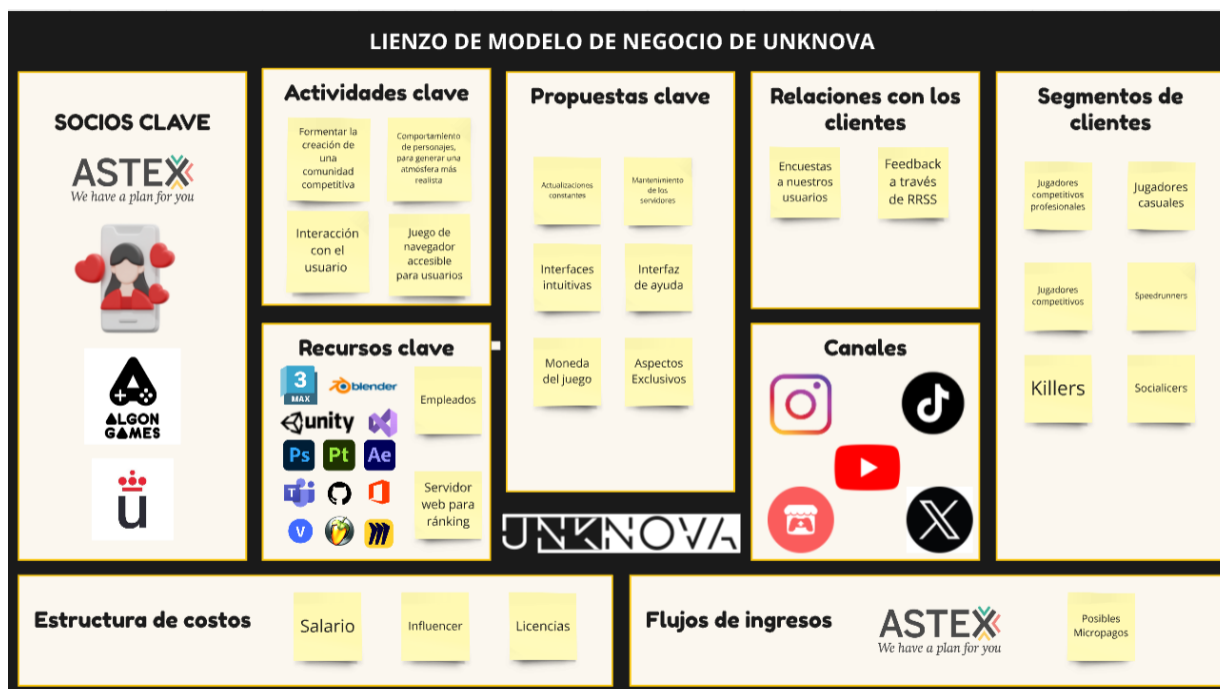 LIENZO DE MODELO DE NEGOCIO DE UNKNOVA
SOCIOS CLAVE
ASTEX
We have a plan for you
ALGON
GAMES
u
Actividades clave
Formentar la
creación de
una
comunidad
competitiva
Comportamiento
de personajes,
para generar una
atmosfera más
realista
Interacción
con el
usuario
Juego de
navegador
accesible
para usuarios
Recursos clave
3
MAX
blender
unity
Ps
Pt
Ae
T
V
Empleados
Servidor
web para
ránking
Propuestas clave
Actualizaciones
constantes
Mantenimiento
de los
servidores
Interfaces
intuitivas
Interfaz
de ayuda
Moneda
del juego
Aspectos
Exclusivos
UNKNOVA
Relaciones con los
clientes
Encuestas
a nuestros
usuarios
Feedback
a través
de RRSS
Canales
X
Segmentos de
clientes
Jugadores
competitivos
profesionales
Jugadores
casuales
Jugadores
competitivos
Speedrunners
Killers
Socialicers
Estructura de costos
Salario
Influencer
Licencias
Flujos de ingresos
ASTEX
We have a plan for you
Posibles
Micropagos